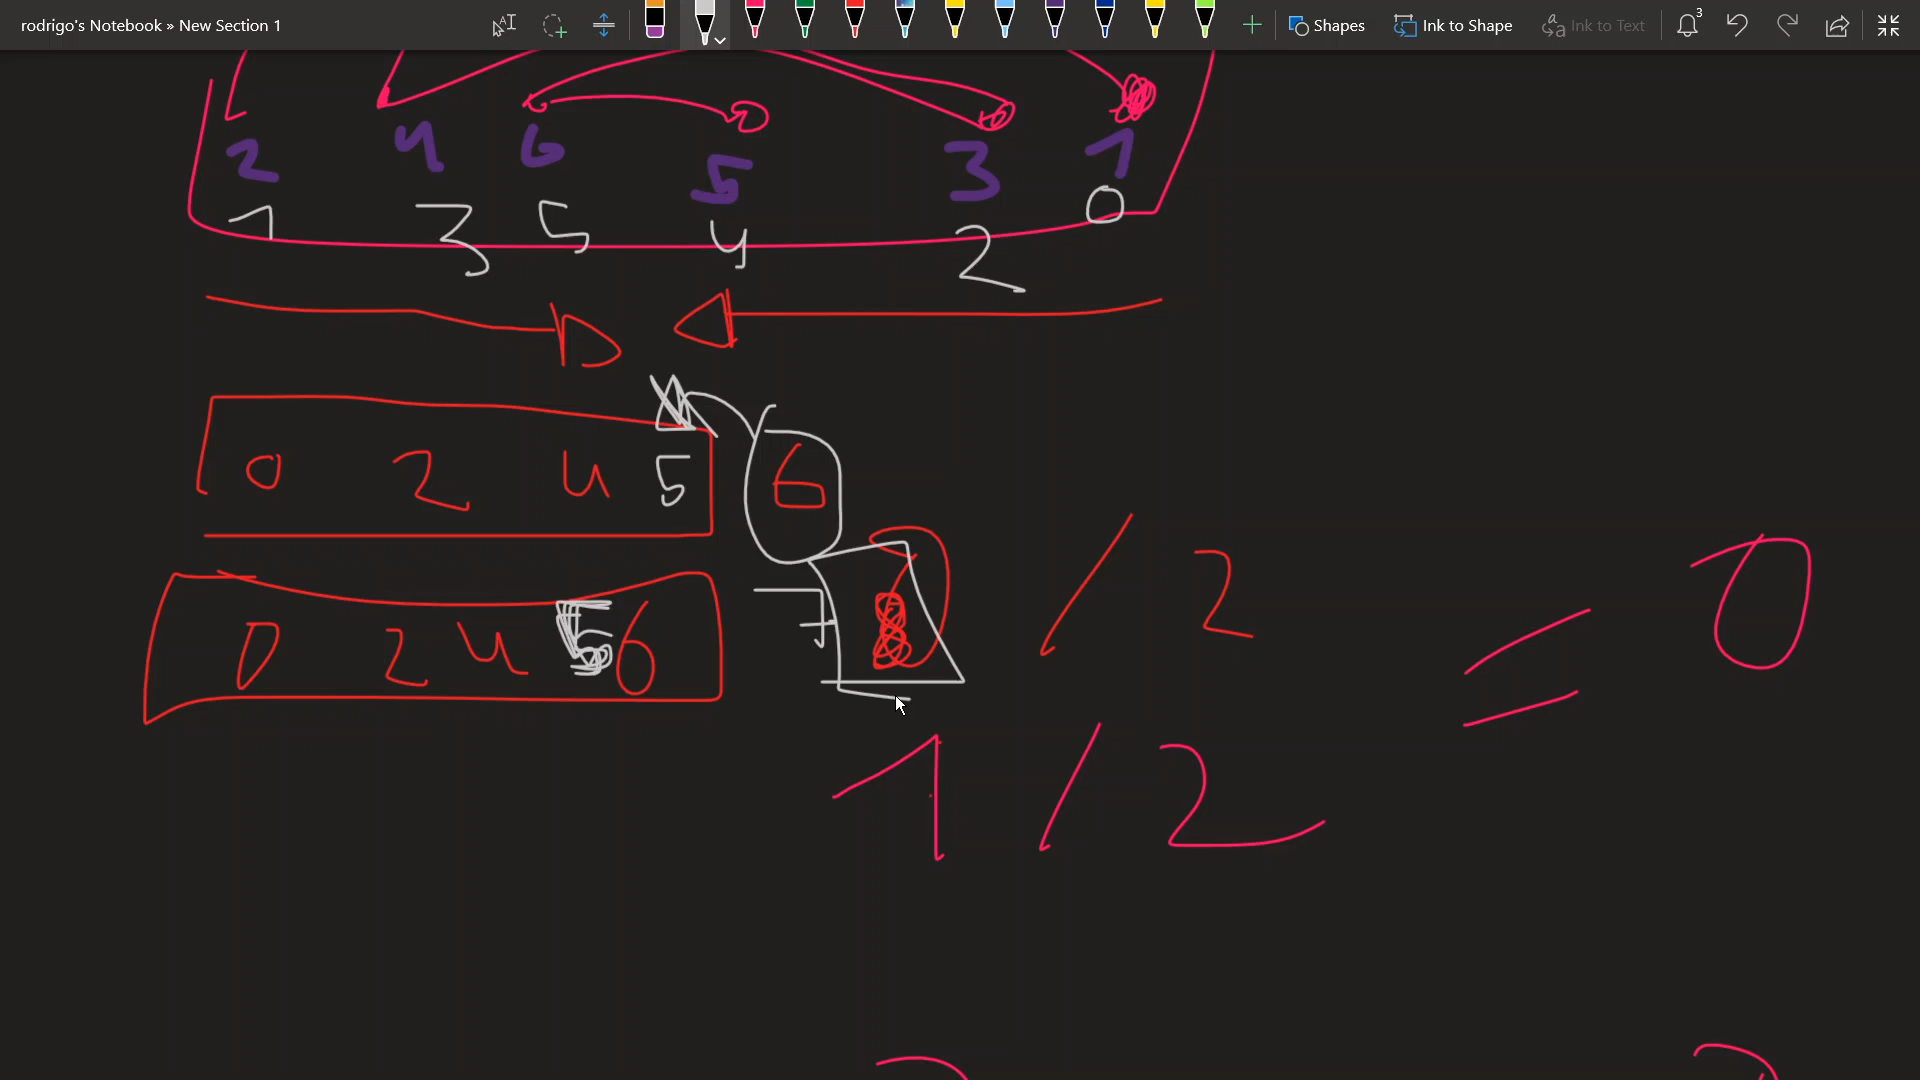 rodrigo's Notebook » New Section 1
Shapes
Ink to Shape
Ink to Text
3
2 4 6 5 3 1
1 3 5 4 2 0
0 2 4 5 6
/ 2 = 0
0 2 4 5 6 7
1 / 2